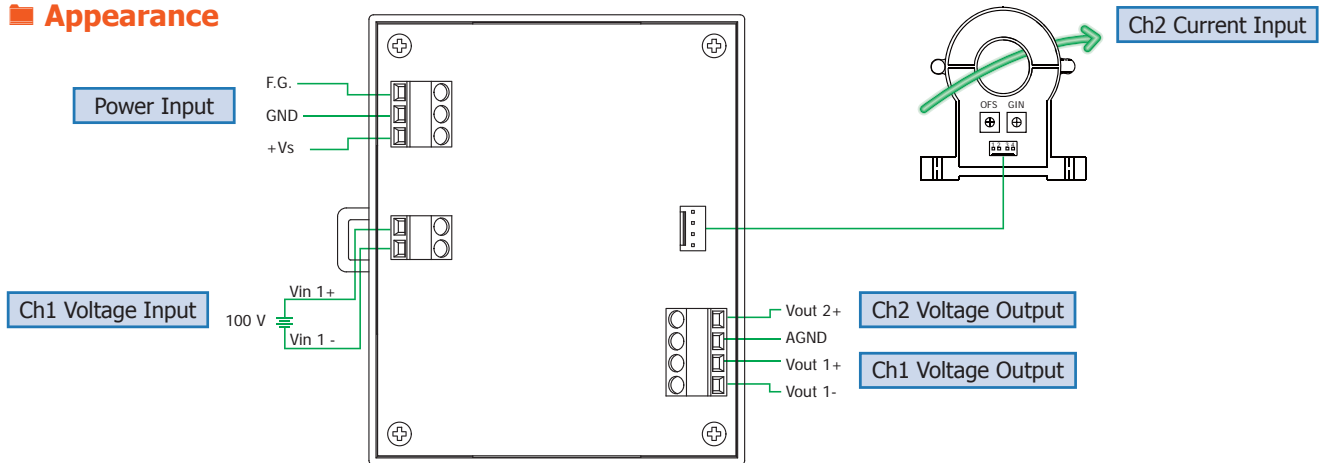 Appearance
Ch2 Current Input
F.G.
Power Input
GND
+Vs
OFS GIN
Vin 1+
Ch1 Voltage Input
100 V
Vin 1 -
Vout 2+
Ch2 Voltage Output
AGND
Vout 1+
Ch1 Voltage Output
Vout 1-